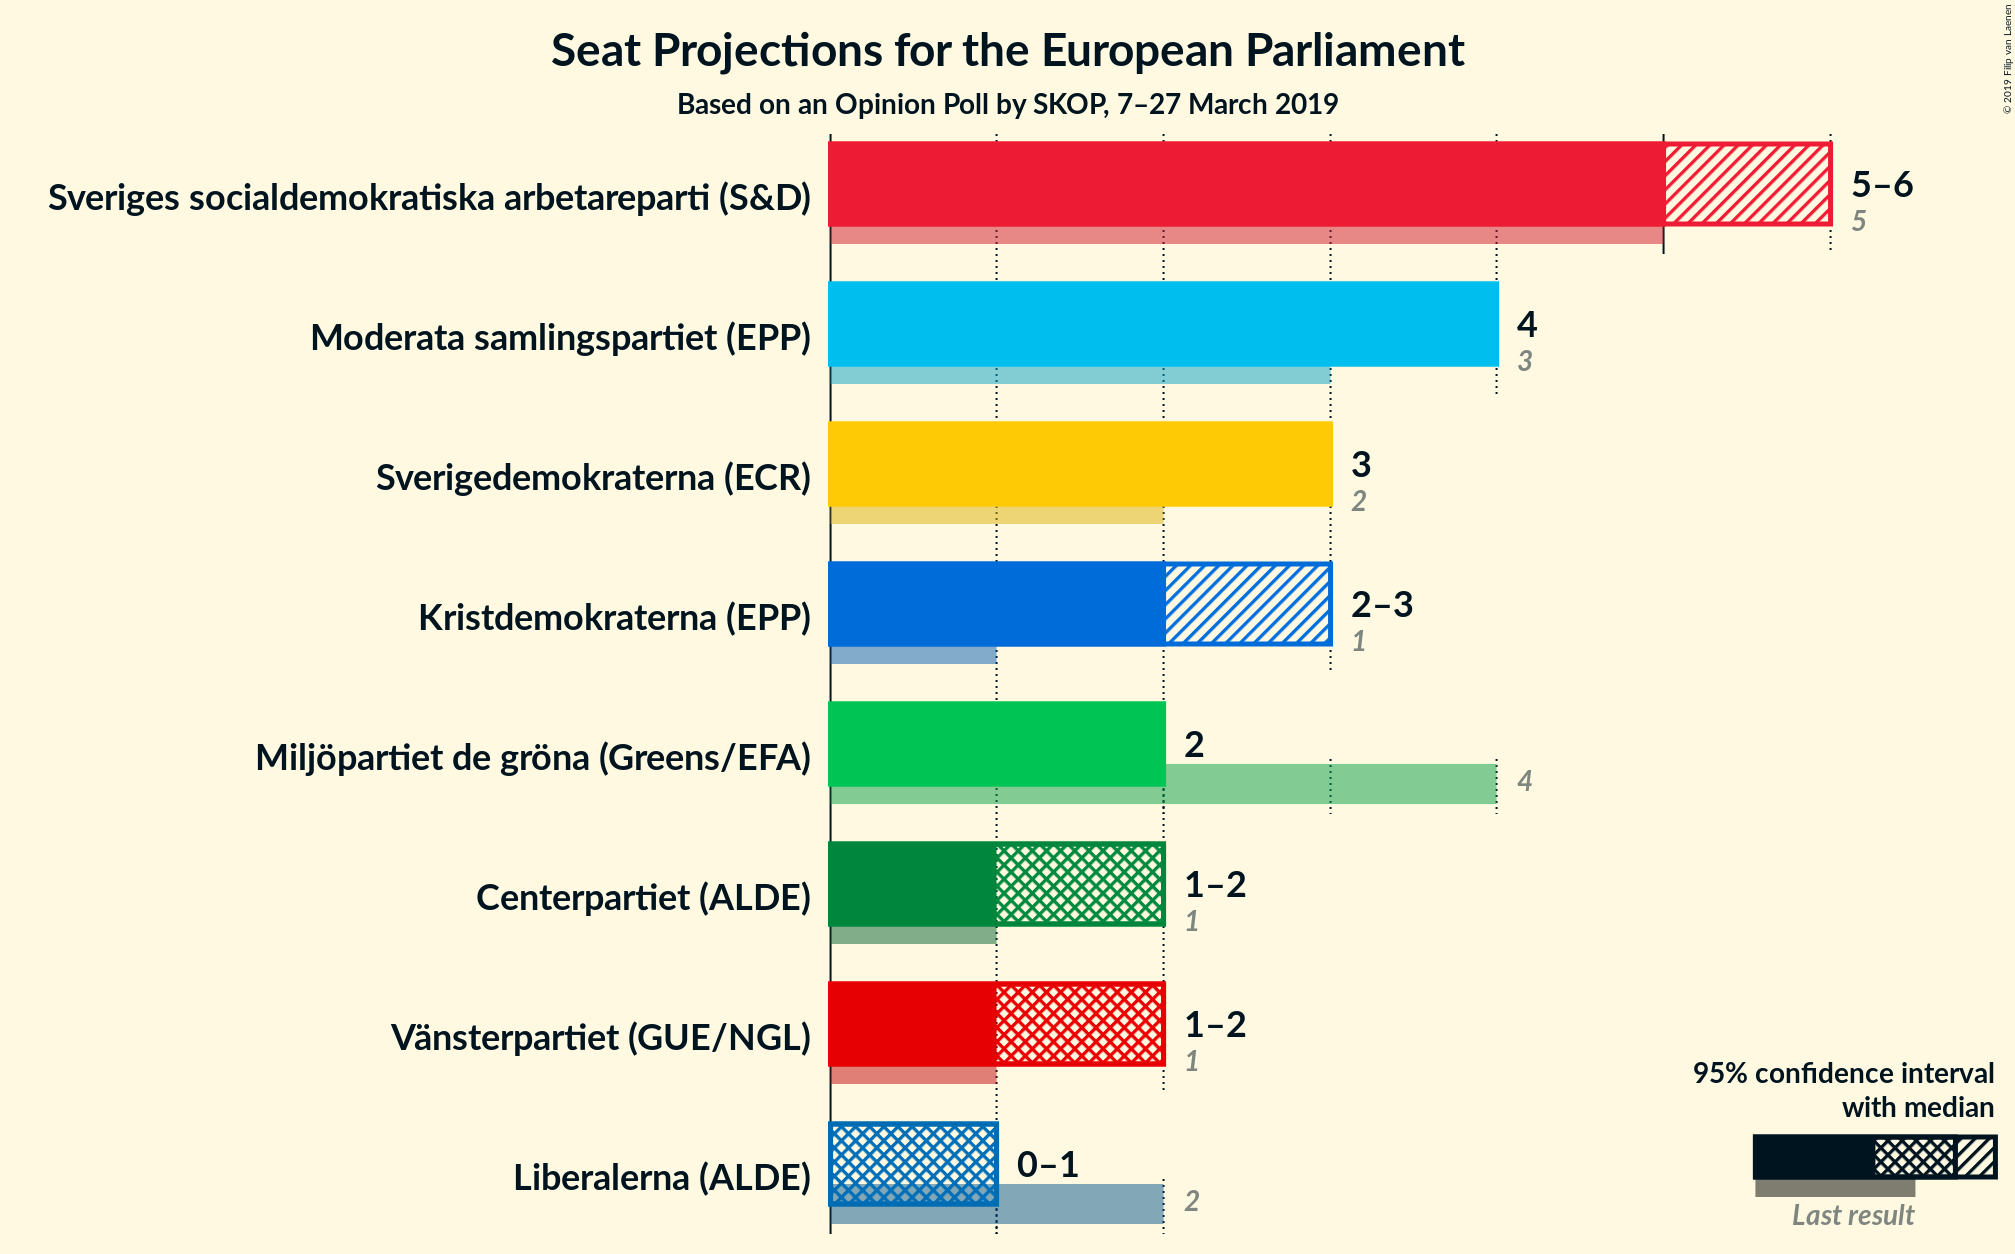 Seat Projections for the European Parliament
Based on an Opinion Poll by SKOP, 7–27 March 2019
© 2019 Filip van Laenen
Sveriges socialdemokratiska arbetareparti (S&D)
5–6
5
Moderata samlingspartiet (EPP)
4
3
Sverigedemokraterna (ECR)
3
2
Kristdemokraterna (EPP)
2–3
1
Miljöpartiet de gröna (Greens/EFA)
2
4
Centerpartiet (ALDE)
1–2
1
Vänsterpartiet (GUE/NGL)
1–2
1
Liberalerna (ALDE)
0–1
2
95% confidence interval
with median
Last result